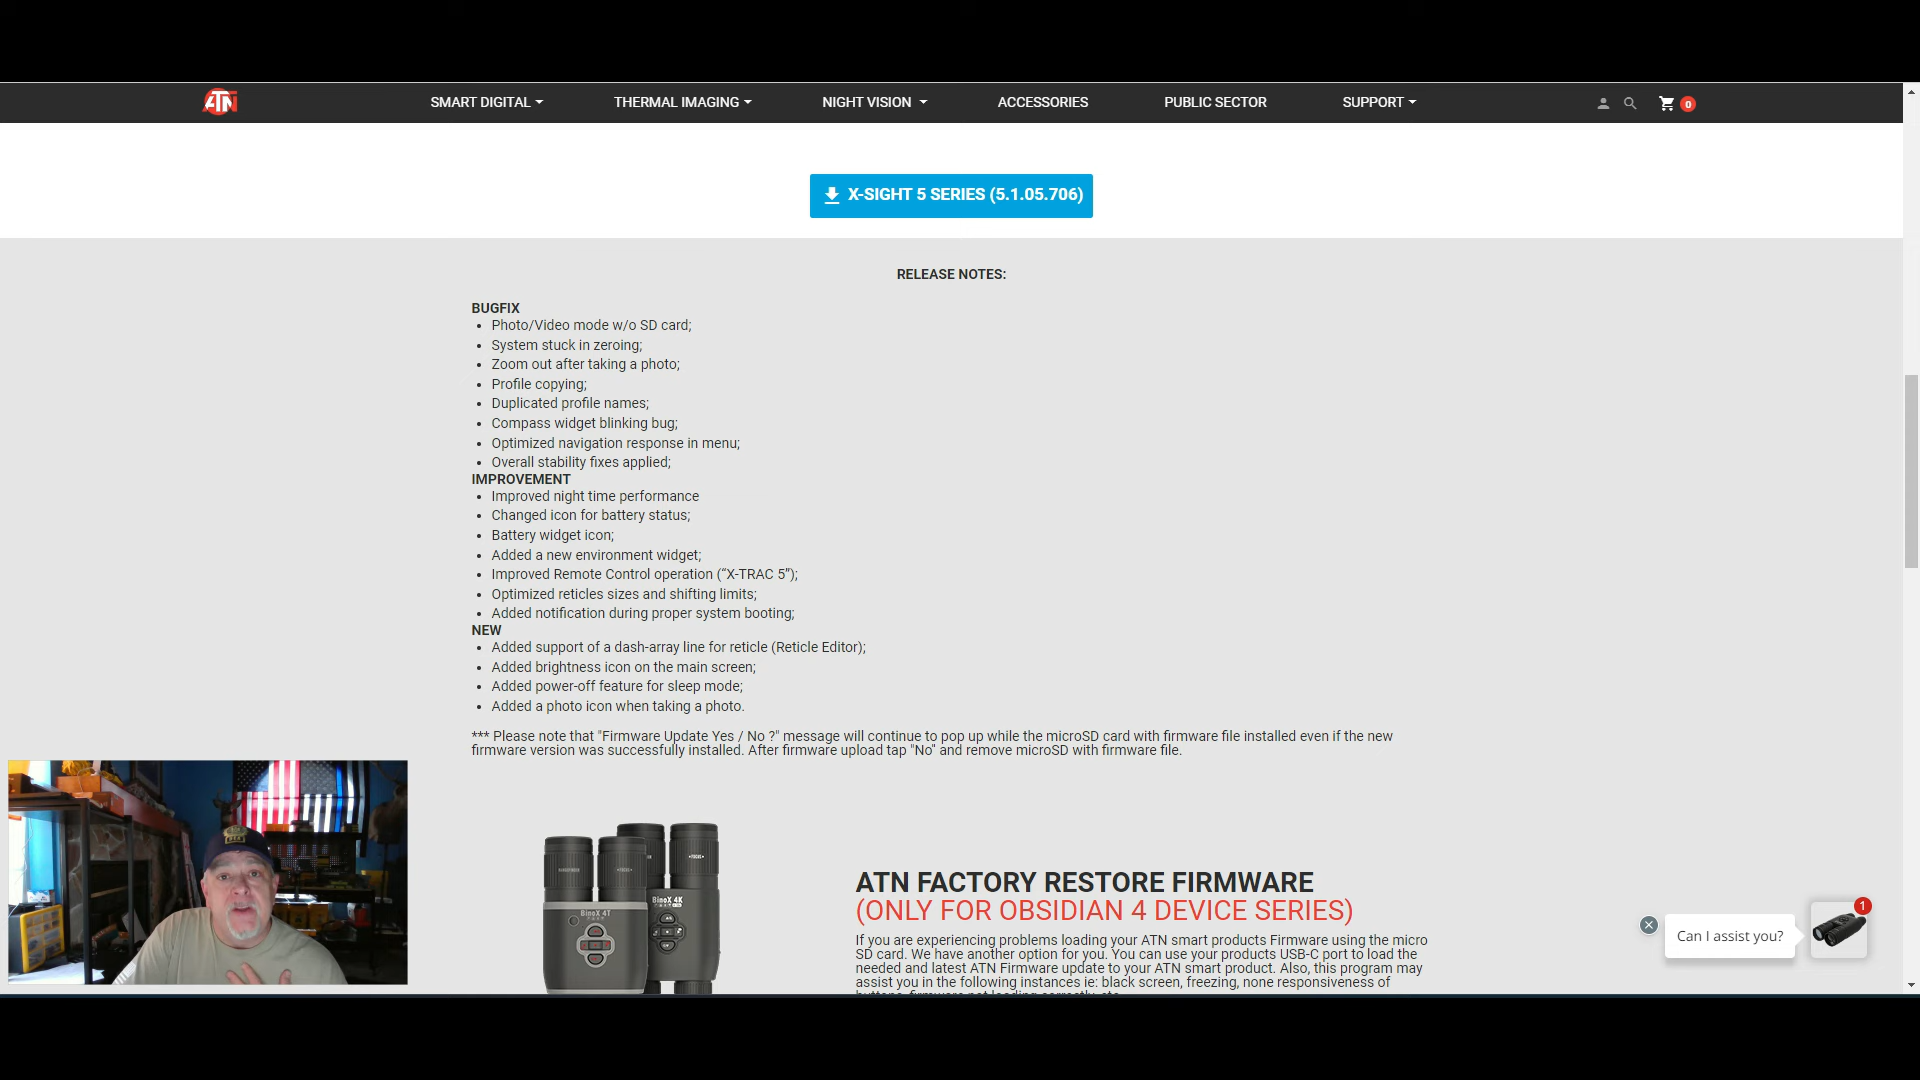 ATN
SMART DIGITAL
THERMAL IMAGING
NIGHT VISION
ACCESSORIES
PUBLIC SECTOR
SUPPORT
0
X-SIGHT 5 SERIES (5.1.05.706)
RELEASE NOTES:
BUGFIX
• Photo/Video mode w/o SD card;
• System stuck in zeroing;
• Zoom out after taking a photo;
• Profile copying;
• Duplicated profile names;
• Compass widget blinking bug;
• Optimized navigation response in menu;
• Overall stability fixes applied;
IMPROVEMENT
• Improved night time performance
• Changed icon for battery status;
• Battery widget icon;
• Added a new environment widget;
• Improved Remote Control operation (“X-TRAC 5”);
• Optimized reticles sizes and shifting limits;
• Added notification during proper system booting;
NEW
• Added support of a dash-array line for reticle (Reticle Editor);
• Added brightness icon on the main screen;
• Added power-off feature for sleep mode;
• Added a photo icon when taking a photo.
*** Please note that "Firmware Update Yes / No ?" message will continue to pop up while the microSD card with firmware file installed even if the new
firmware version was successfully installed. After firmware upload tap "No" and remove microSD with firmware file.
BinoX 4T
BinoX 4K
ATN FACTORY RESTORE FIRMWARE
(ONLY FOR OBSIDIAN 4 DEVICE SERIES)
If you are experiencing problems loading your ATN smart products Firmware using the micro
SD card. We have another option for you. You can use your products USB-C port to load the
needed and latest ATN Firmware update to your ATN smart product. Also, this program may
assist you in the following instances ie: black screen, freezing, none responsiveness of
Can I assist you?
1